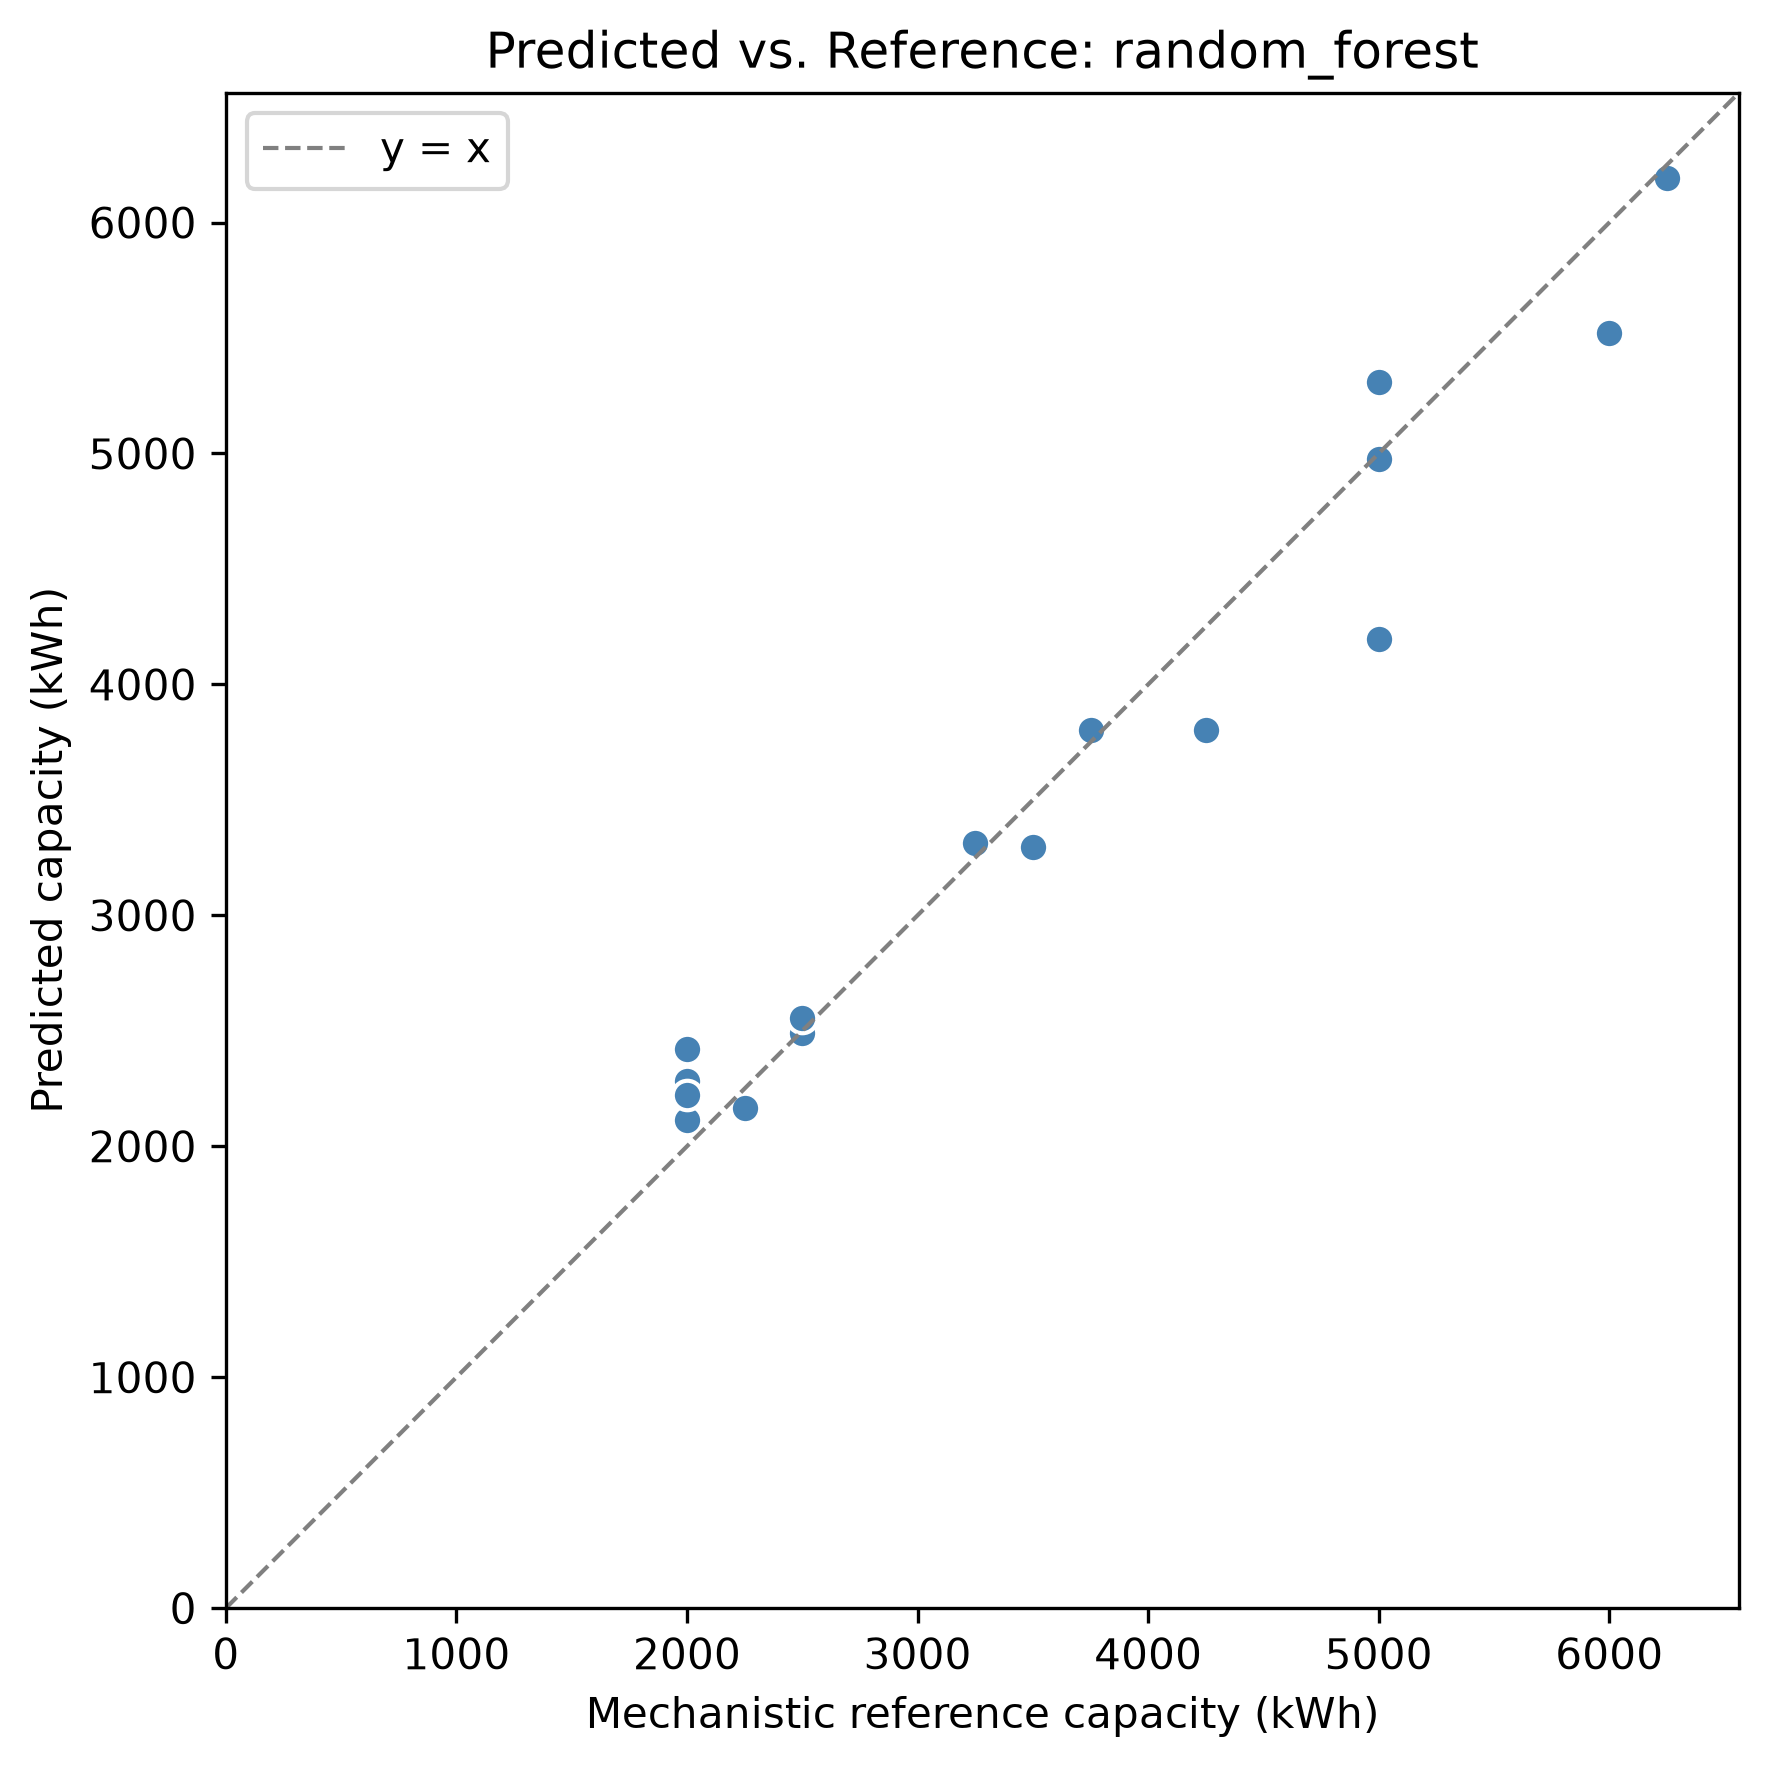 Predicted vs. Reference: random_forest
y = x
6000
5000
4000
3000
2000
1000
0
Predicted capacity (kWh)
0 1000 2000 3000 4000 5000 6000
Mechanistic reference capacity (kWh)